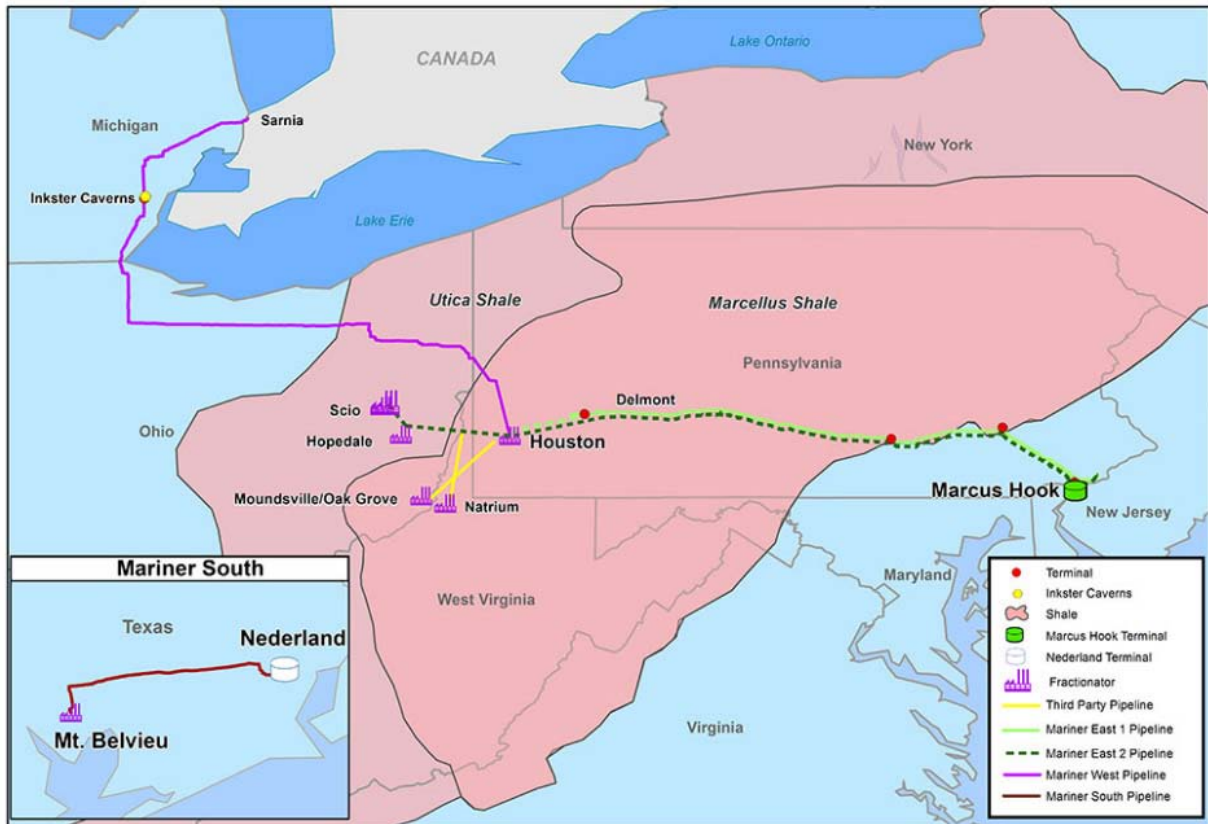 Lake Ontario
CANADA
Michigan
Sarnia
New York
Inkster Caverns
Lake Erie
Utica Shale
Marcellus Shale
Pennsylvania
Scio
Delmont
Ohio
Hopedale
Houston
Moundsville/Oak Grove
Natrium
Marcus Hook
New Jersey
Maryland
West Virginia
Virginia
Mariner South
Texas
Nederland
Mt. Belvieu
Terminal
Inkster Caverns
Shale
Marcus Hook Terminal
Nederland Terminal
Fractionator
Third Party Pipeline
Mariner East 1 Pipeline
Mariner East 2 Pipeline
Mariner West Pipeline
Mariner South Pipeline